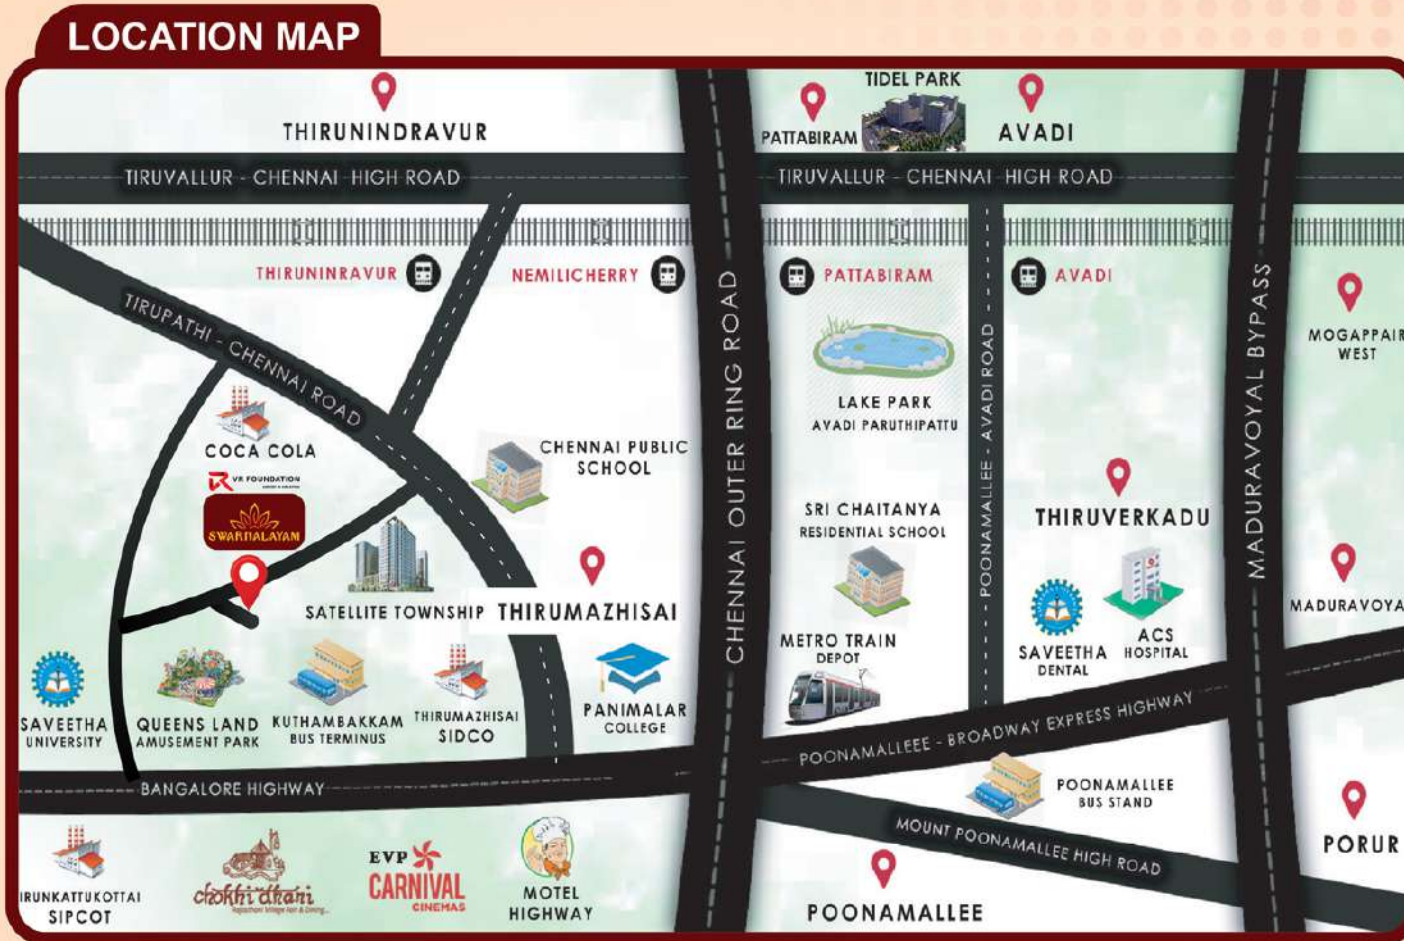 LOCATION MAP
TIDEL PARK
THIRUNINDRAVUR
PATTABIRAM
AVADI
TIRUVALLUR - CHENNAI HIGH ROAD
TIRUVALLUR - CHENNAI HIGH ROAD
THIRUNINRAVUR
NEMILICHERRY
PATTABIRAM
AVADI
TIRUPATHI - CHENNAI ROAD
CHENNAI OUTER RING ROAD
POONAMALLEE - AVADI ROAD
MADURAVOYAL BYPASS
MOGAPPAIR
WEST
LAKE PARK
AVADI PARUTHIPATTU
COCA COLA
VR FOUNDATION
SWARNALAYAM
CHENNAI PUBLIC
SCHOOL
SRI CHAITANYA
RESIDENTIAL SCHOOL
THIRUVERKADU
SATELLITE TOWNSHIP
THIRUMAZHISAI
MADURAVOYA
METRO TRAIN
DEPOT
SAVEETHA
DENTAL
ACS
HOSPITAL
SAVEETHA
UNIVERSITY
QUEENS LAND
AMUSEMENT PARK
KUTHAMBAKKAM
BUS TERMINUS
THIRUMAZHISAI
SIDCO
PANIMALAR
COLLEGE
POONAMALLEEE - BROADWAY EXPRESS HIGHWAY
BANGALORE HIGHWAY
POONAMALLEE
BUS STAND
MOUNT POONAMALLEE HIGH ROAD
PORUR
IRUNKATTUKOTTAI
SIPCOT
chokhi dhani
EVP
CARNIVAL
CINEMAS
MOTEL
HIGHWAY
POONAMALLEE